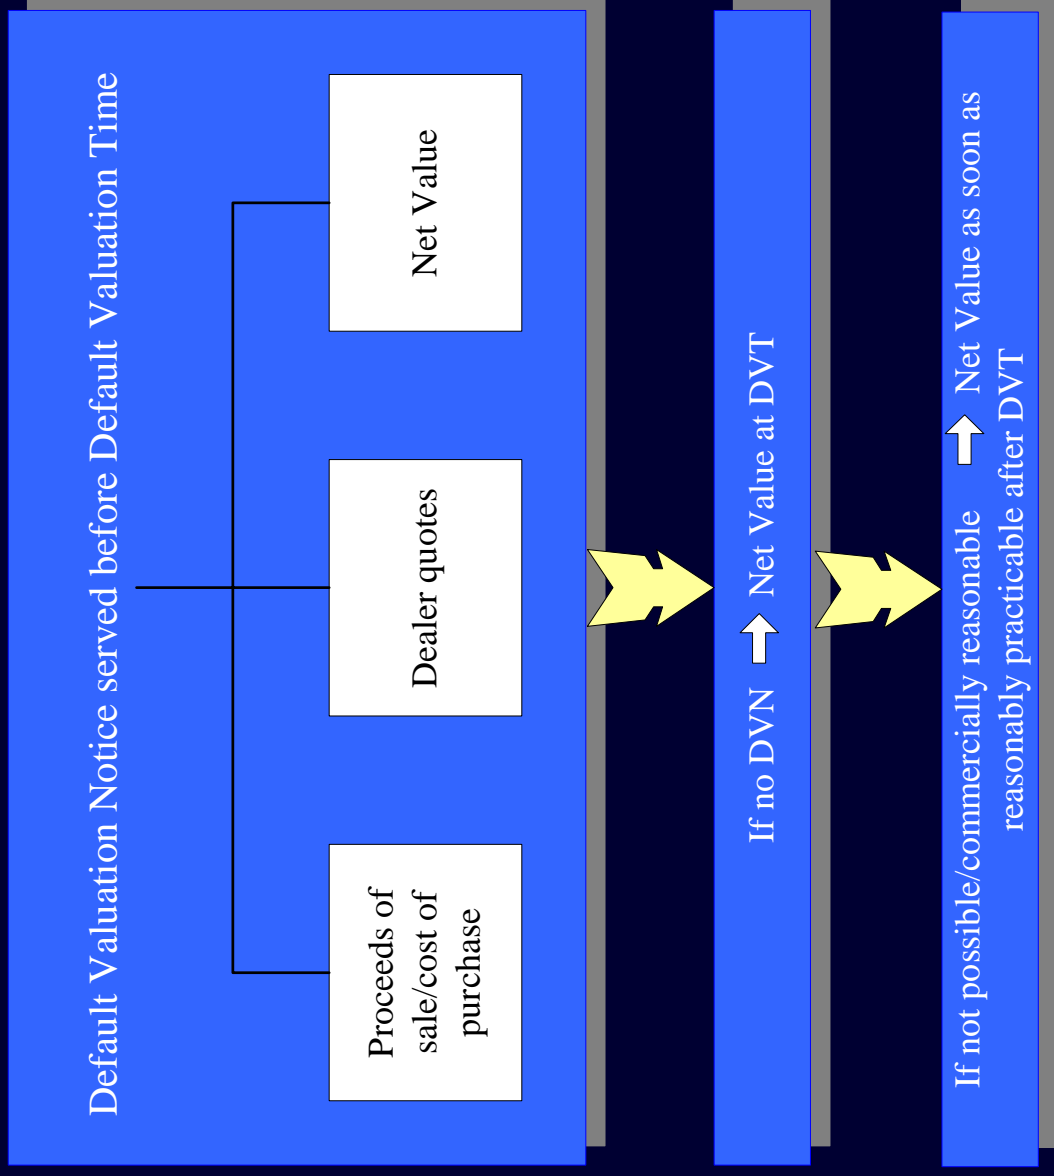 Default Valuation Notice served before Default Valuation Time
Proceeds of
sale/cost of
purchase
Dealer quotes
Net Value
If no DVN Net Value at DVT
If not possible/commercially reasonable Net Value as soon as
reasonably practicable after DVT